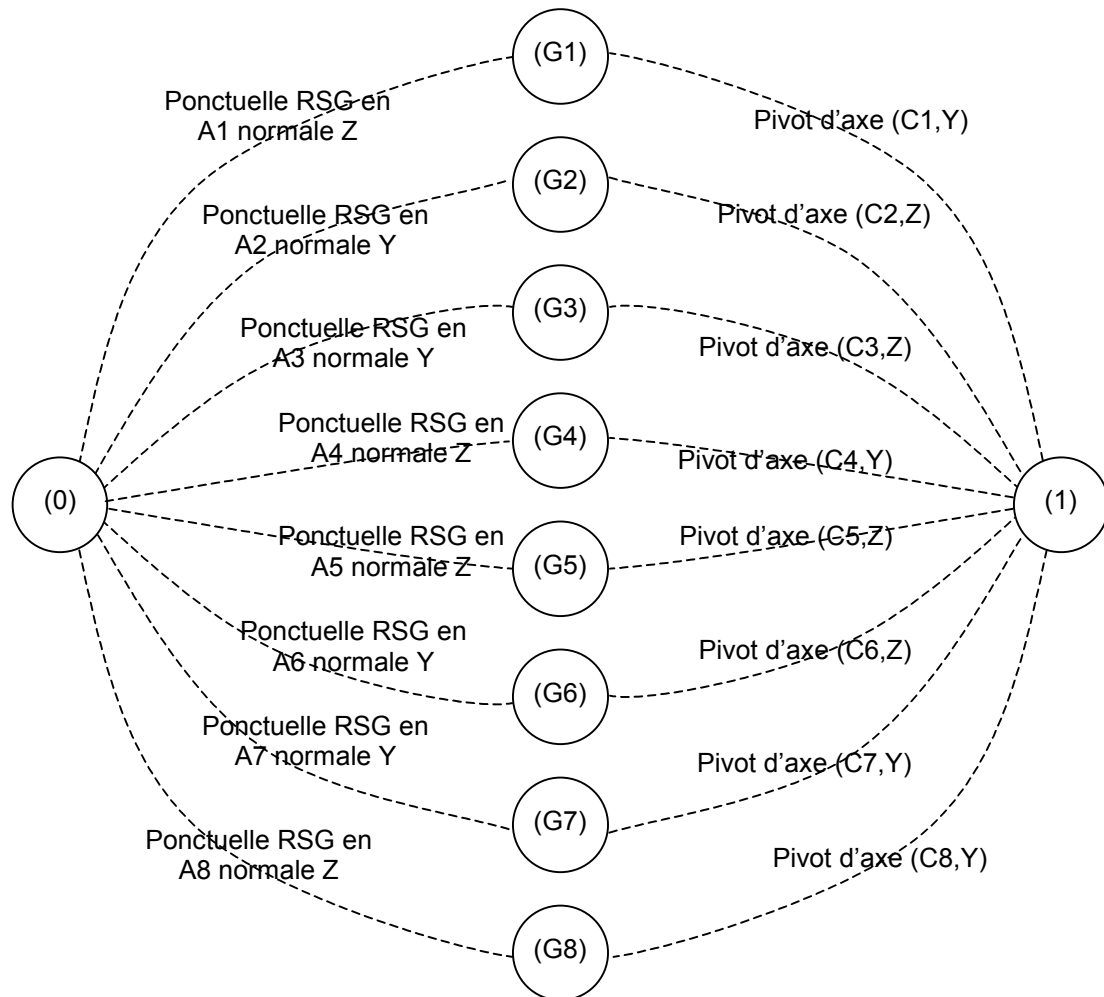 (G1)
Ponctuelle RSG en
A1 normale Z
Pivot d'axe (C1,Y)
(G2)
Ponctuelle RSG en
A2 normale Y
Pivot d'axe (C2,Z)
(G3)
Ponctuelle RSG en
A3 normale Y
Pivot d'axe (C3,Z)
(G4)
Ponctuelle RSG en
A4 normale Z
Pivot d'axe (C4,Y)
(0)
(1)
Ponctuelle RSG en
A5 normale Z
Pivot d'axe (C5,Z)
(G5)
Ponctuelle RSG en
A6 normale Y
Pivot d'axe (C6,Z)
(G6)
Ponctuelle RSG en
A7 normale Y
Pivot d'axe (C7,Y)
(G7)
Ponctuelle RSG en
A8 normale Z
Pivot d'axe (C8,Y)
(G8)